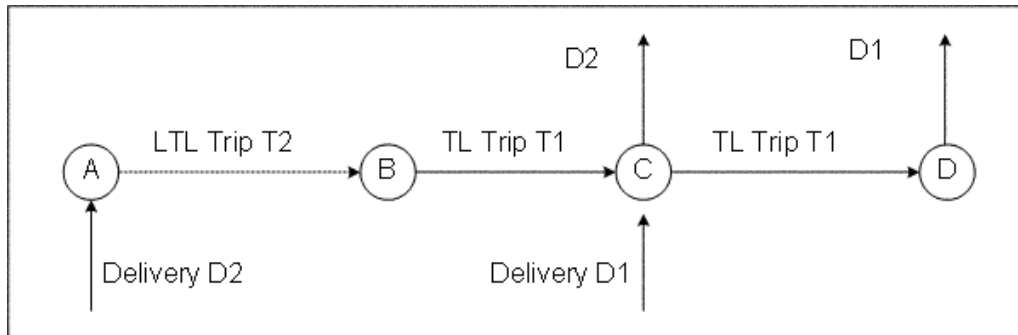 D2
D1
LTL Trip T2
TL Trip T1
TL Trip T1
A
B
C
D
Delivery D2
Delivery D1